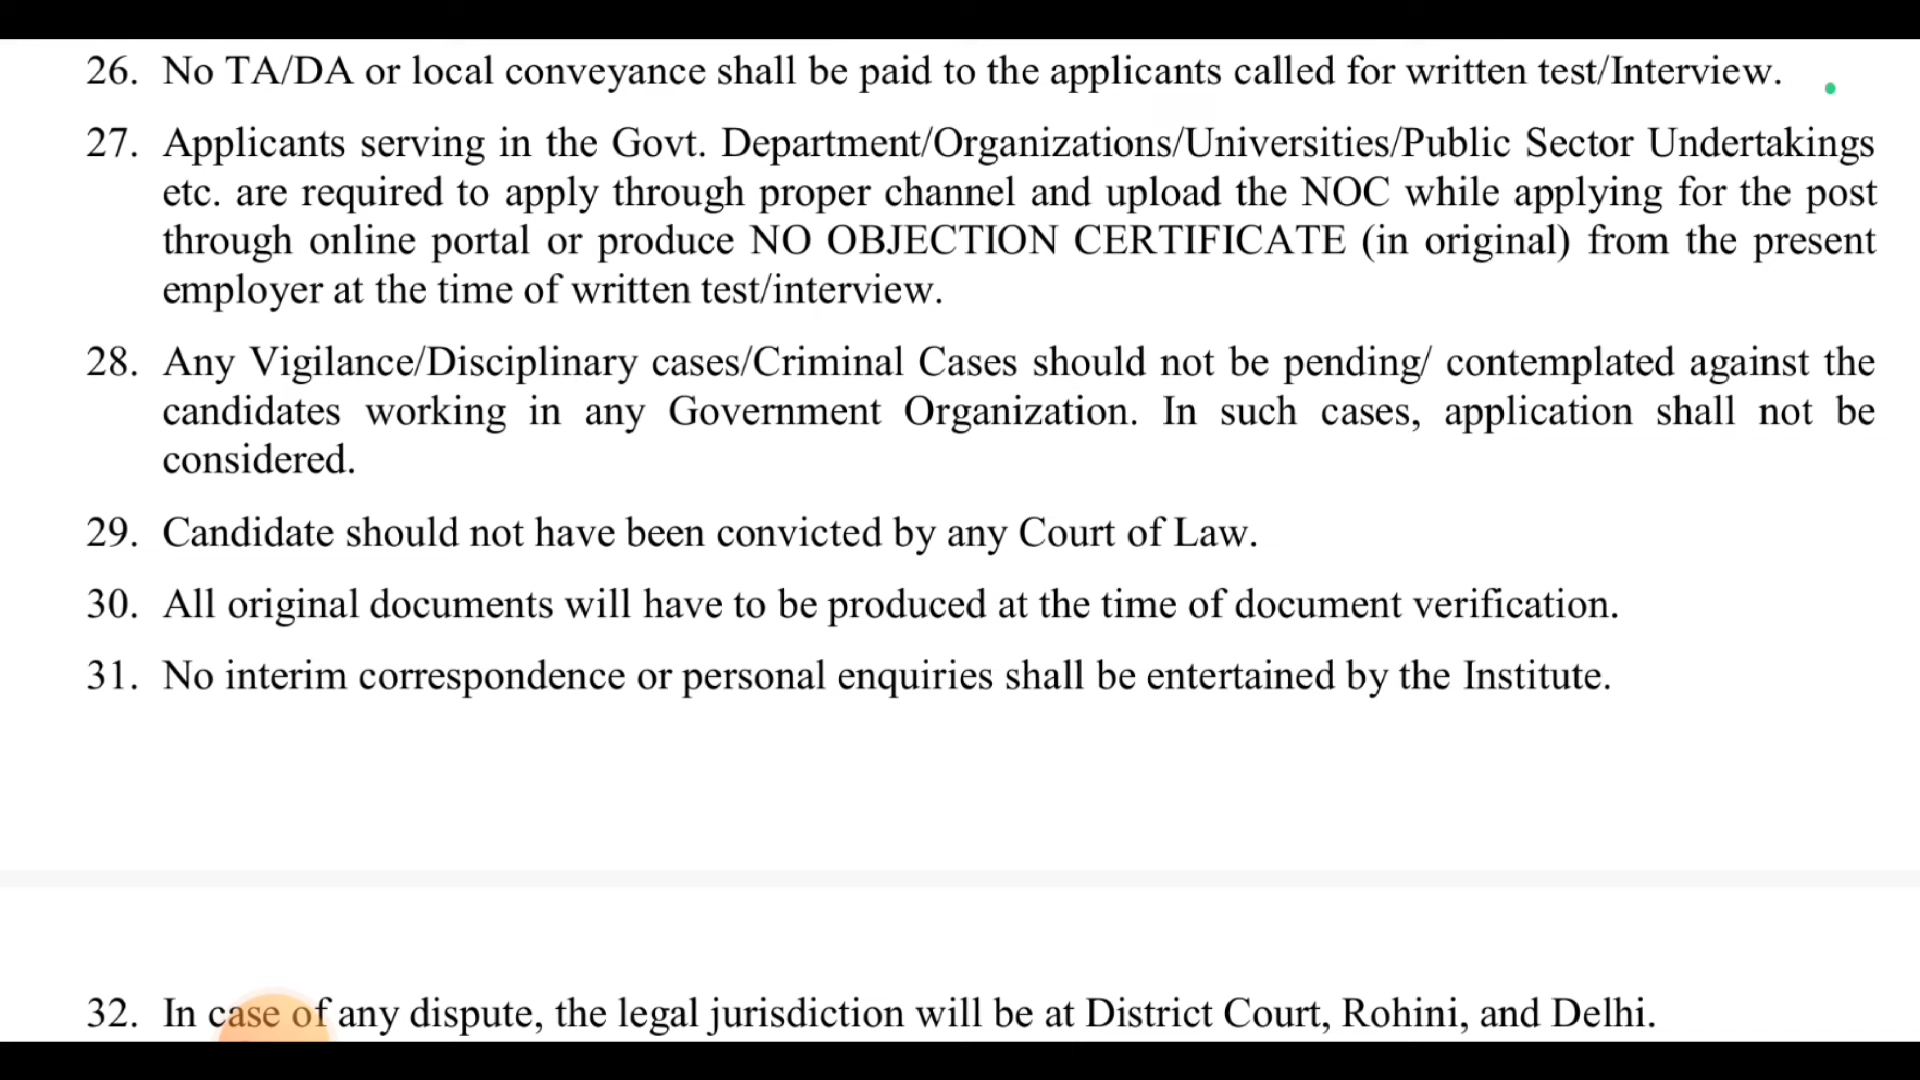 26. No TA/DA or local conveyance shall be paid to the applicants called for written test/Interview.
27. Applicants serving in the Govt. Department/Organizations/Universities/Public Sector Undertakings
etc. are required to apply through proper channel and upload the NOC while applying for the post
through online portal or produce NO OBJECTION CERTIFICATE (in original) from the present
employer at the time of written test/interview.
28. Any Vigilance/Disciplinary cases/Criminal Cases should not be pending/ contemplated against the
candidates working in any Government Organization. In such cases, application shall not be
considered.
29. Candidate should not have been convicted by any Court of Law.
30. All original documents will have to be produced at the time of document verification.
31. No interim correspondence or personal enquiries shall be entertained by the Institute.
32. In case of any dispute, the legal jurisdiction will be at District Court, Rohini, and Delhi.